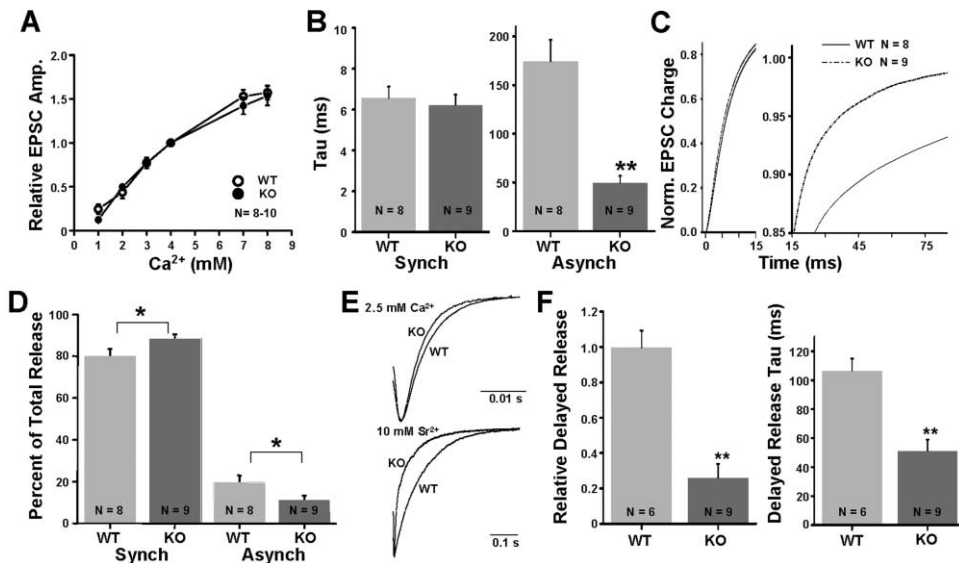 A
Relative EPSC Amp.
2.0
1.5
1.0
0.5
0.0
WT
KO
N= 8-10
0 1 2 3 4 5 6 7 8 9
Ca²⁺ (mM)
B
Tau (ms)
8
6
4
2
0
N = 8
N = 9
WT KO
Synch
200
150
100
50
0
**
N = 8
N = 9
WT KO
Asynch
C
Norm. EPSC Charge
0.8
0.6
0.4
0.2
0.0
0 15
WT N = 8
KO N = 9
1.00
0.95
0.90
0.85
15 45 75
Time (ms)
D
Percent of Total Release
100
80
60
40
20
0
*
*
N = 8
N = 9
N = 8
N = 9
WT KO WT KO
Synch Asynch
E
2.5 mM Ca²⁺
KO
WT
0.01 s
10 mM Sr²⁺
KO
WT
0.1 s
F
Relative Delayed Release
1.2
1.0
0.8
0.6
0.4
0.2
0
**
N = 6
N = 9
WT KO
Delayed Release Tau (ms)
120
100
80
60
40
20
0
**
N = 6
N = 9
WT KO